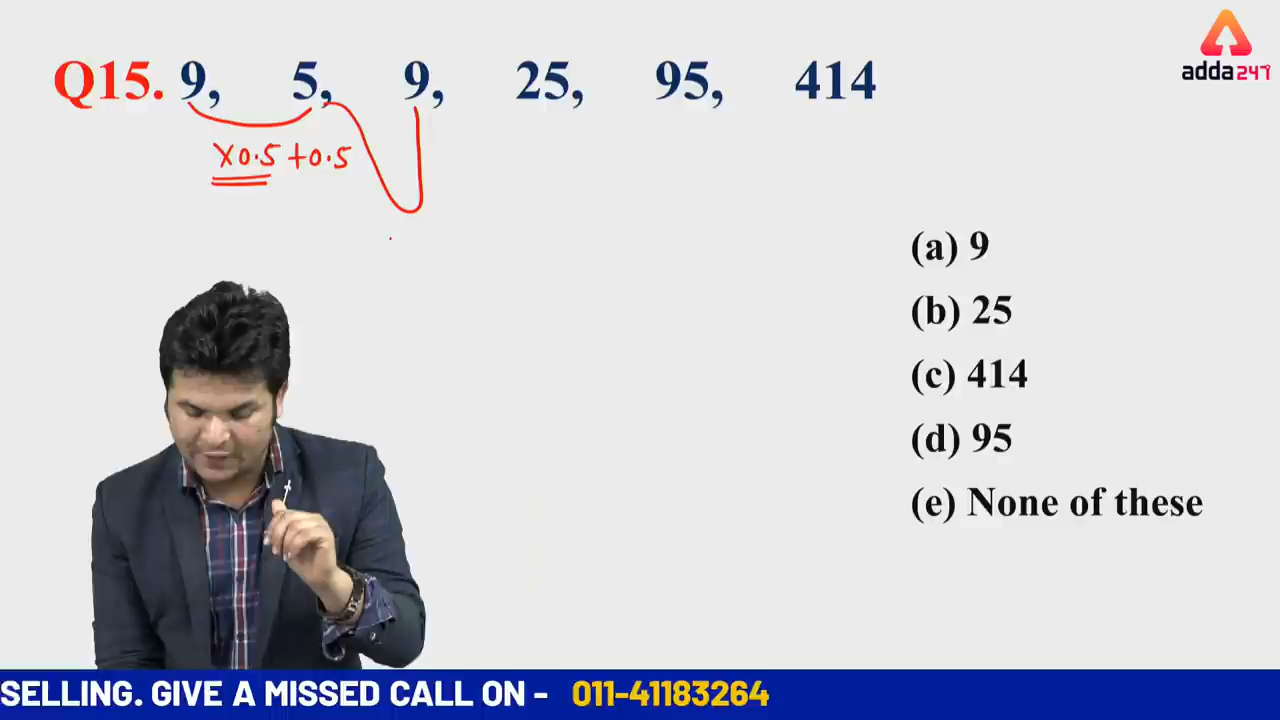 Q15. 9, 5, 9, 25, 95, 414
×0.5 +0.5
adda247
(a) 9
(b) 25
(c) 414
(d) 95
(e) None of these
SELLING. GIVE A MISSED CALL ON - 011-41183264